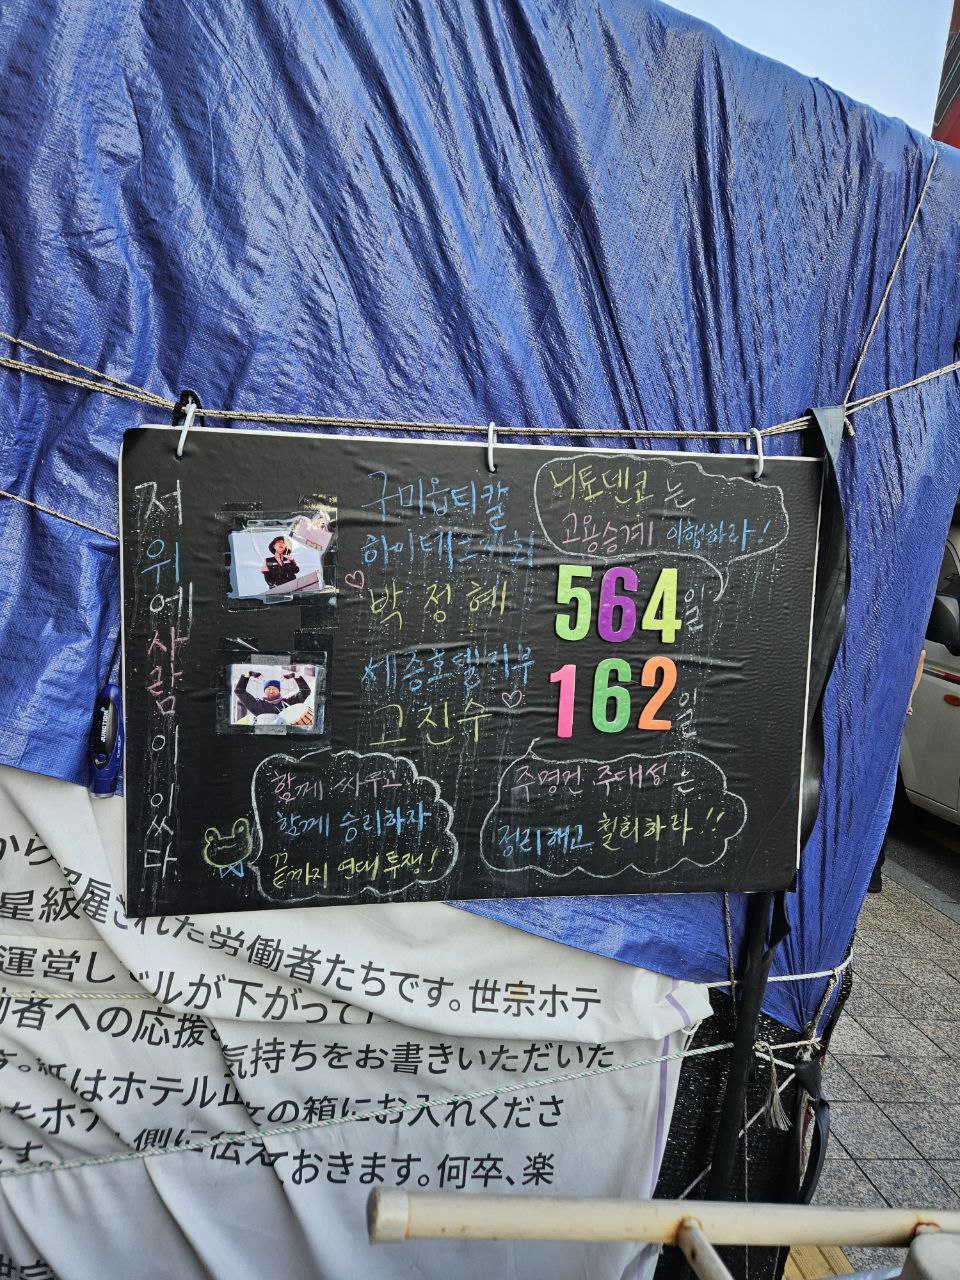 저 위에 사람이 있다
구미옵티칼
하이테크지회
박정혜
564일
세종호텔지부
고진수
162일
니토덴코는
고용승계 이행하라!
함께 싸우고
함께 승리하자
끝까지 연대 투쟁!
주명건 주대성은
정리해고 철회하라!!
JUNCTION
から
星級 雇された労働者たちです。世宗ホテ
運営し ルが下がって
者への応援 気持ちをお書きいただいた
す。紙はホテル の箱にお入れくださ
をホテ 側に伝えておきます。何卒、楽